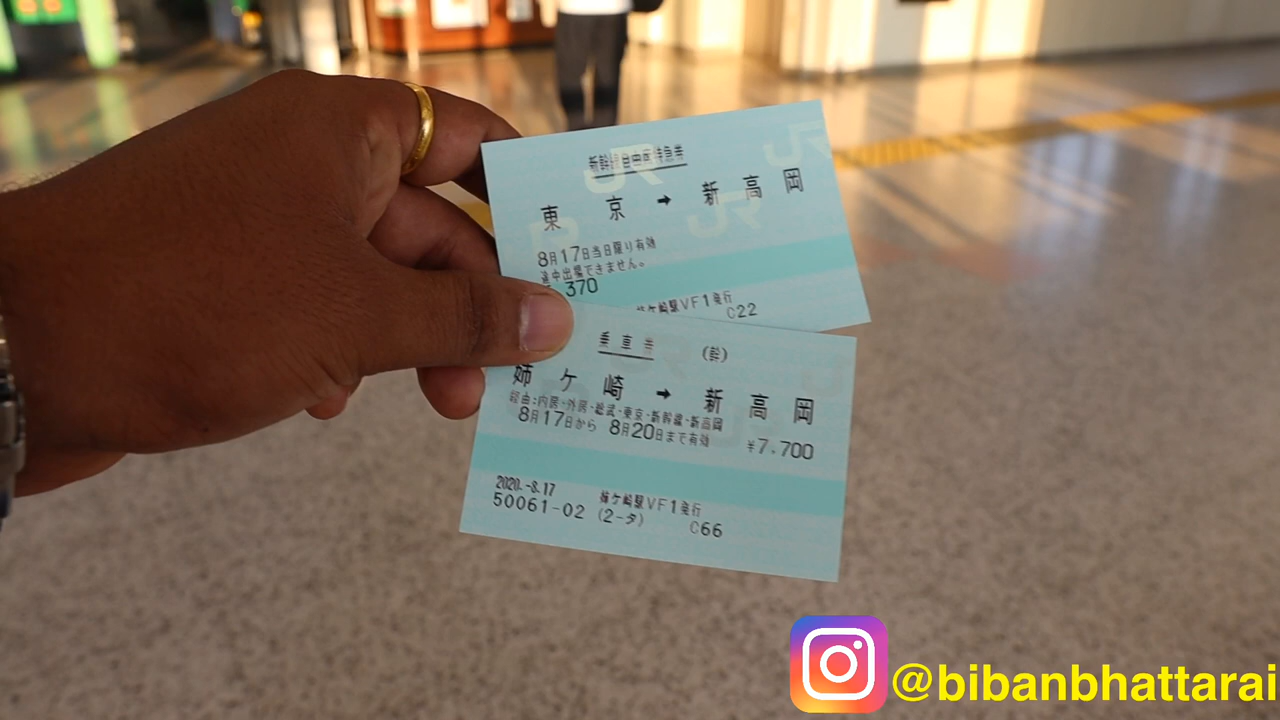 新幹線自由席特急券
東 京 → 新 高 岡
8月17日当日限り有効
途中出場できません。
370
姉ケ崎駅VF1発行
C22
乗 車 券 (幹)
姉 ケ 崎 → 新 高 岡
経由:内房・外房・総武・東京・新幹線・新高岡
8月17日から 8月20日まで有効
¥7,700
2020.-8.17 姉ケ崎駅VF1発行
50061-02 (2-タ) C66
@bibanbhattarai